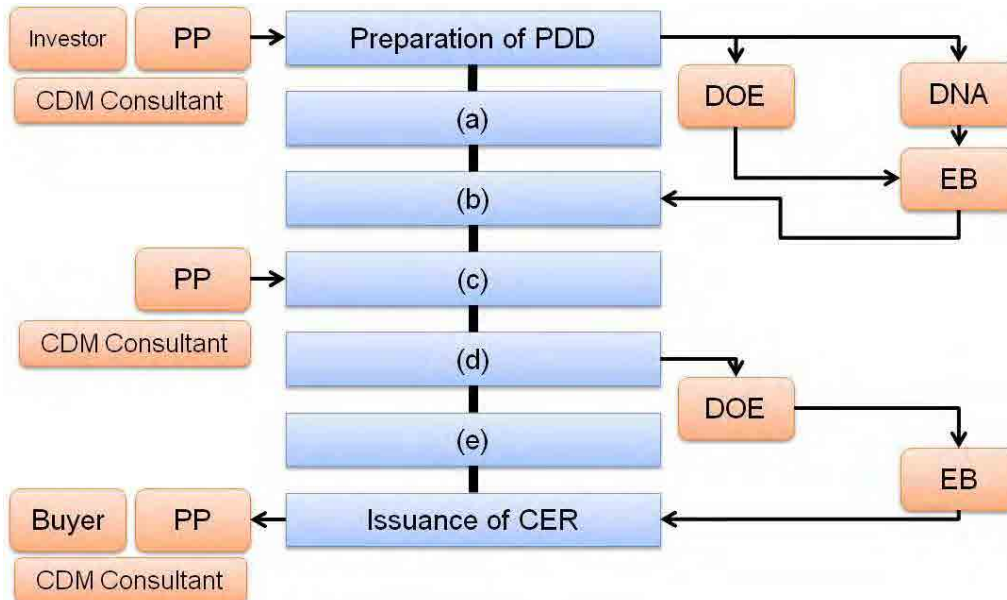 Investor
PP
CDM Consultant
Preparation of PDD
DOE
DNA
(a)
EB
(b)
PP
CDM Consultant
(c)
(d)
DOE
(e)
EB
Buyer
PP
CDM Consultant
Issuance of CER